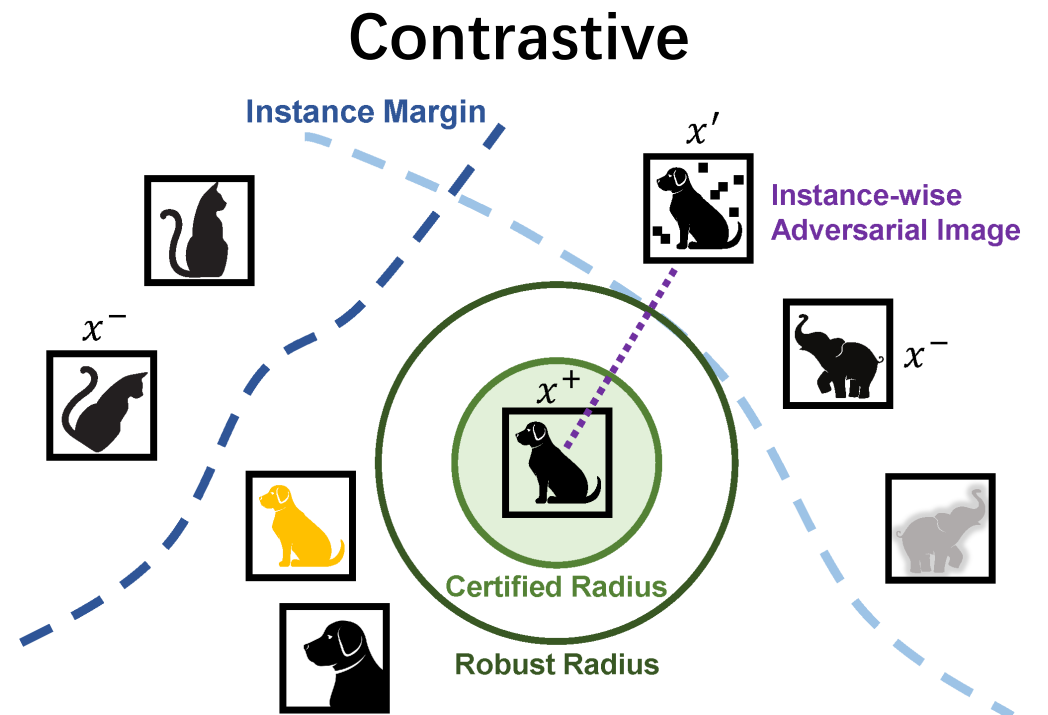 Contrastive
Instance Margin
x′
Instance-wise
Adversarial Image
x⁻
x⁻
x⁺
Certified Radius
Robust Radius